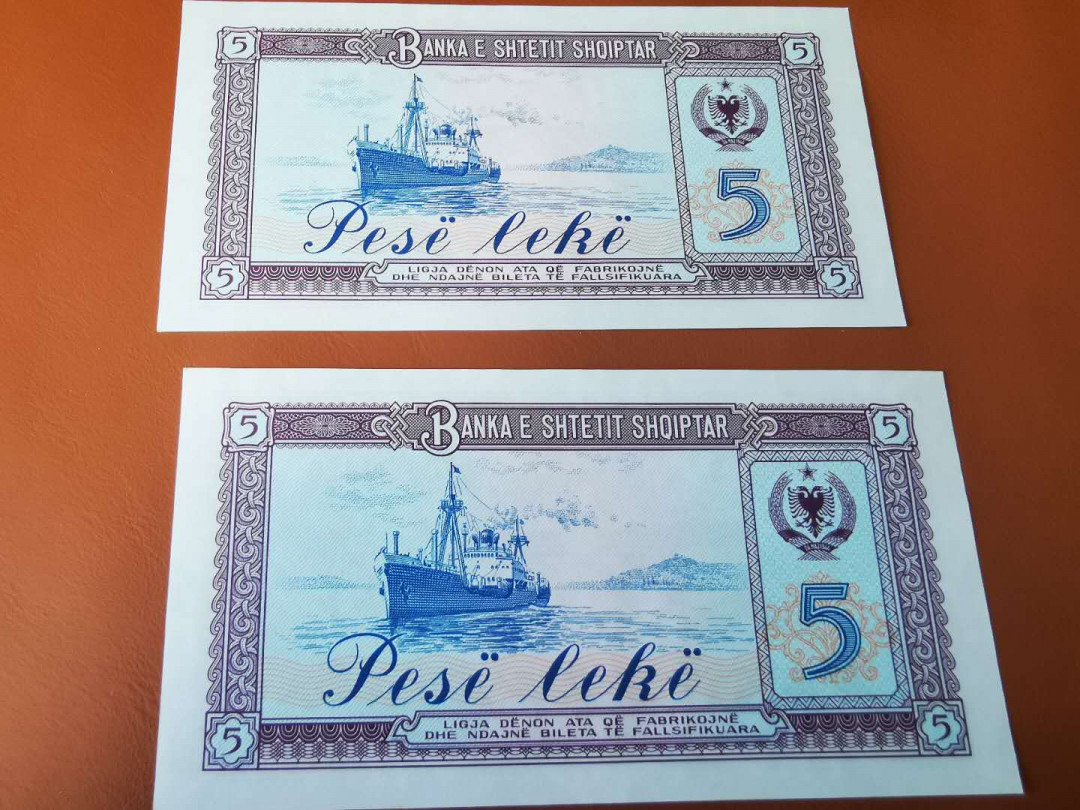 5 BANKA E SHTETIT SHQIPTAR 5
5
Pesë lekë
5 LIGJA DËNON ATA QË FABRIKOJNË 5
DHE NDAJNË BILETA TË FALLSIFIKUARA
5 BANKA E SHTETIT SHQIPTAR 5
5
Pesë lekë
5 LIGJA DËNON ATA QË FABRIKOJNË 5
DHE NDAJNË BILETA TË FALLSIFIKUARA